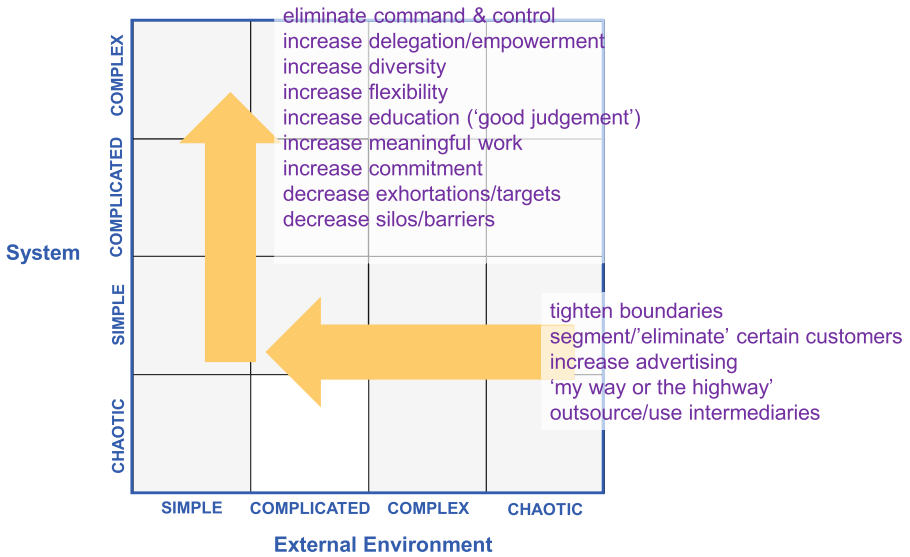 eliminate command & control
increase delegation/empowerment
increase diversity
increase flexibility
increase education (‘good judgement’)
increase meaningful work
increase commitment
decrease exhortations/targets
decrease silos/barriers
COMPLEX
COMPLICATED
SIMPLE
CHAOTIC
System
tighten boundaries
segment/’eliminate’ certain customers
increase advertising
‘my way or the highway’
outsource/use intermediaries
SIMPLE
COMPLICATED
COMPLEX
CHAOTIC
External Environment